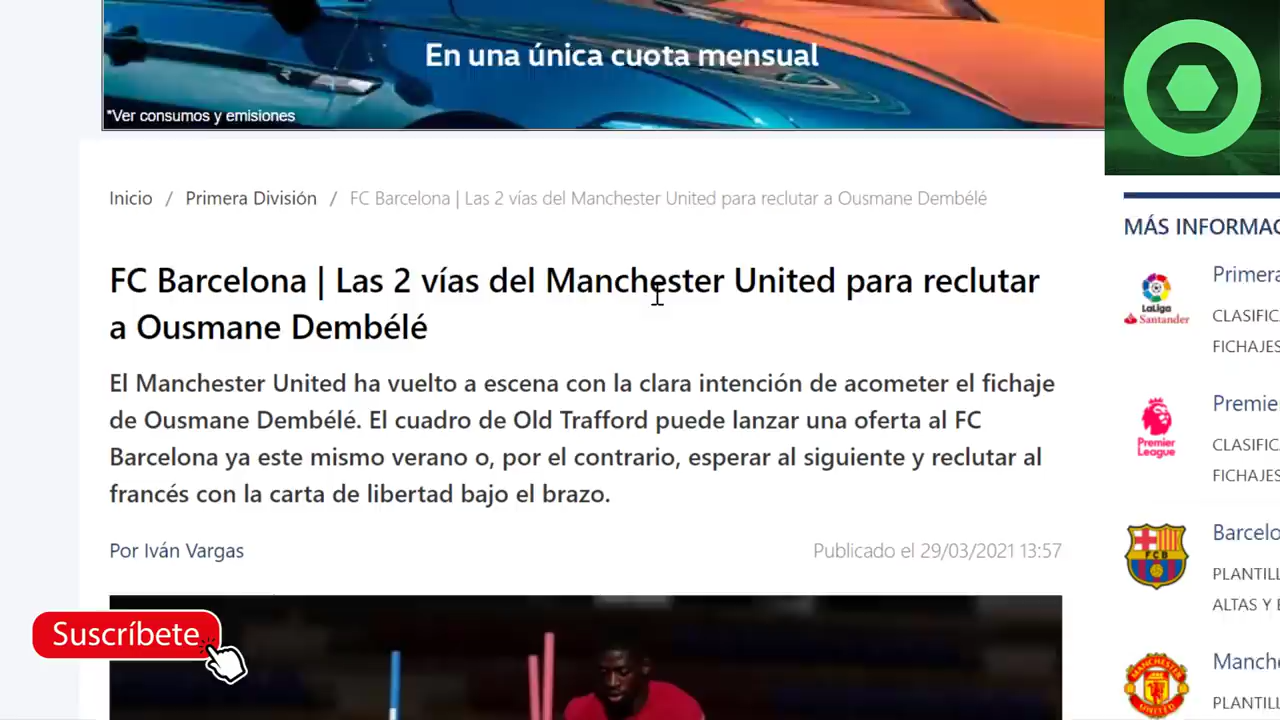 En una única cuota mensual
*Ver consumos y emisiones
Inicio / Primera División / FC Barcelona | Las 2 vías del Manchester United para reclutar a Ousmane Dembélé
FC Barcelona | Las 2 vías del Manchester United para reclutar
a Ousmane Dembélé
El Manchester United ha vuelto a escena con la clara intención de acometer el fichaje
de Ousmane Dembélé. El cuadro de Old Trafford puede lanzar una oferta al FC
Barcelona ya este mismo verano o, por el contrario, esperar al siguiente y reclutar al
francés con la carta de libertad bajo el brazo.
Por Iván Vargas
Publicado el 29/03/2021 13:57
Suscríbete
MÁS INFORMAC
LaLiga
Santander
Primera
CLASIFIC
FICHAJES
Premier
League
Premie
CLASIFIC
FICHAJES
FCB
Barcelo
PLANTILL
ALTAS Y
MANCHESTER
UNITED
Manch
PLANTILL